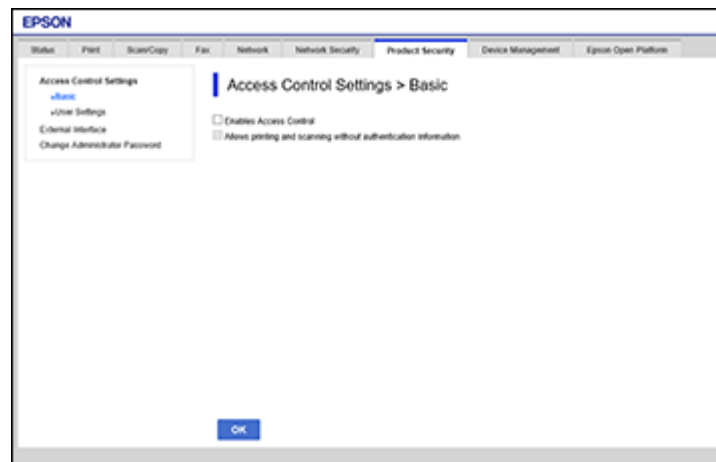 EPSON
Status Print Scan/Copy Fax Network Network Security Product Security Device Management Epson Open Platform
Access Control Settings
»Basic
»User Settings
External Interface
Change Administrator Password
Access Control Settings > Basic
Enables Access Control
Allows printing and scanning without authentication information
OK